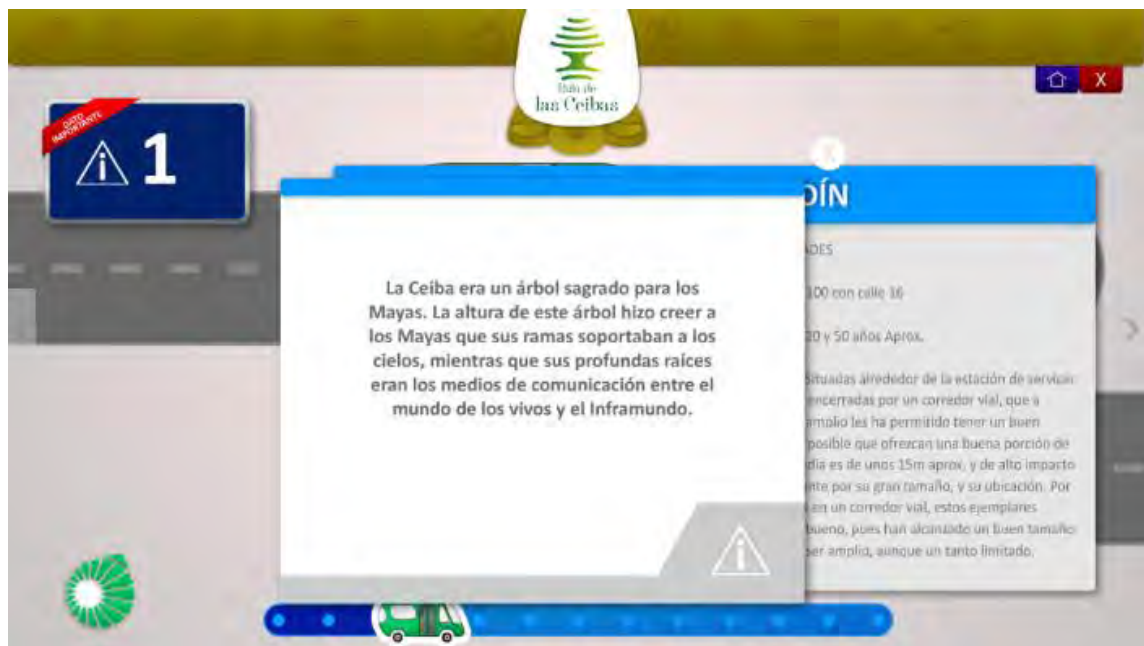 Ruta de
las Ceibas
X
DATO
IMPORTANTE
i 1
La Ceiba era un árbol sagrado para los
Mayas. La altura de este árbol hizo creer a
los Mayas que sus ramas soportaban a los
cielos, mientras que sus profundas raíces
eran los medios de comunicación entre el
mundo de los vivos y el Inframundo.
i
DÍN
ADES
100 con calle 16
20 y 50 años Aprox.
Situadas alrededor de la estación de servicio
encerradas por un corredor vial, que a
amplio les ha permitido tener un buen
posible que ofrezcan una buena porción de
dia es de unos 15m aprox, y de alto impacto
nte por su gran tamaño, y su ubicación. Por
en un corredor vial, estos ejemplares
bueno, pues han alcanzado un buen tamaño
ser amplio, aunque un tanto limitado.